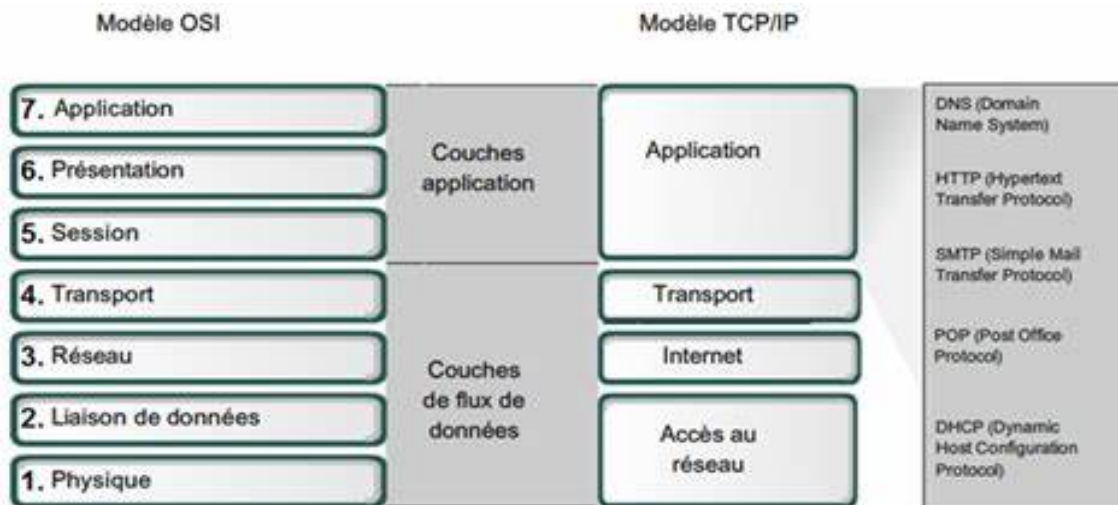 Modèle OSI
Modèle TCP/IP
7. Application
6. Présentation
5. Session
4. Transport
3. Réseau
2. Liaison de données
1. Physique
Couches
application
Couches
de flux de
données
Application
Transport
Internet
Accès au
réseau
DNS (Domain
Name System)
HTTP (Hypertext
Transfer Protocol)
SMTP (Simple Mail
Transfer Protocol)
POP (Post Office
Protocol)
DHCP (Dynamic
Host Configuration
Protocol)